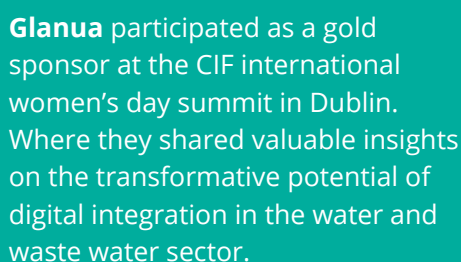 Glanua participated as a gold
sponsor at the CIF international
women’s day summit in Dublin.
Where they shared valuable insights
on the transformative potential of
digital integration in the water and
waste water sector.